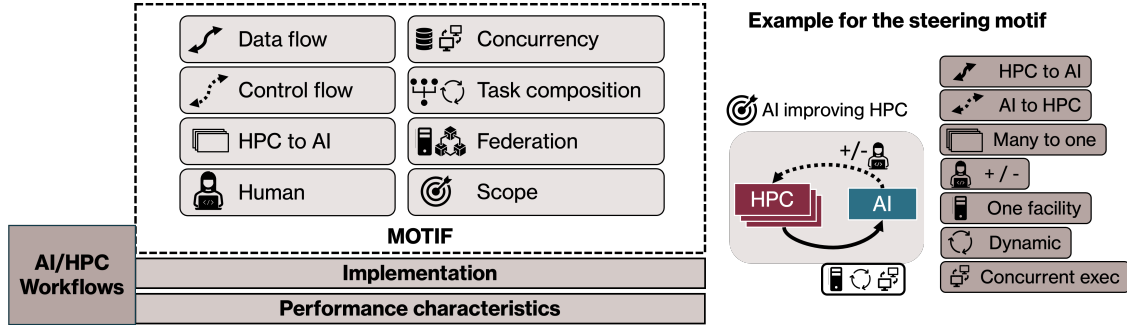 Data flow
Concurrency
Control flow
Task composition
HPC to AI
Federation
Human
Scope
MOTIF
AI/HPC
Workflows
Implementation
Performance characteristics
Example for the steering motif
AI improving HPC
+/-
HPC
AI
HPC to AI
AI to HPC
Many to one
+ / -
One facility
Dynamic
Concurrent exec